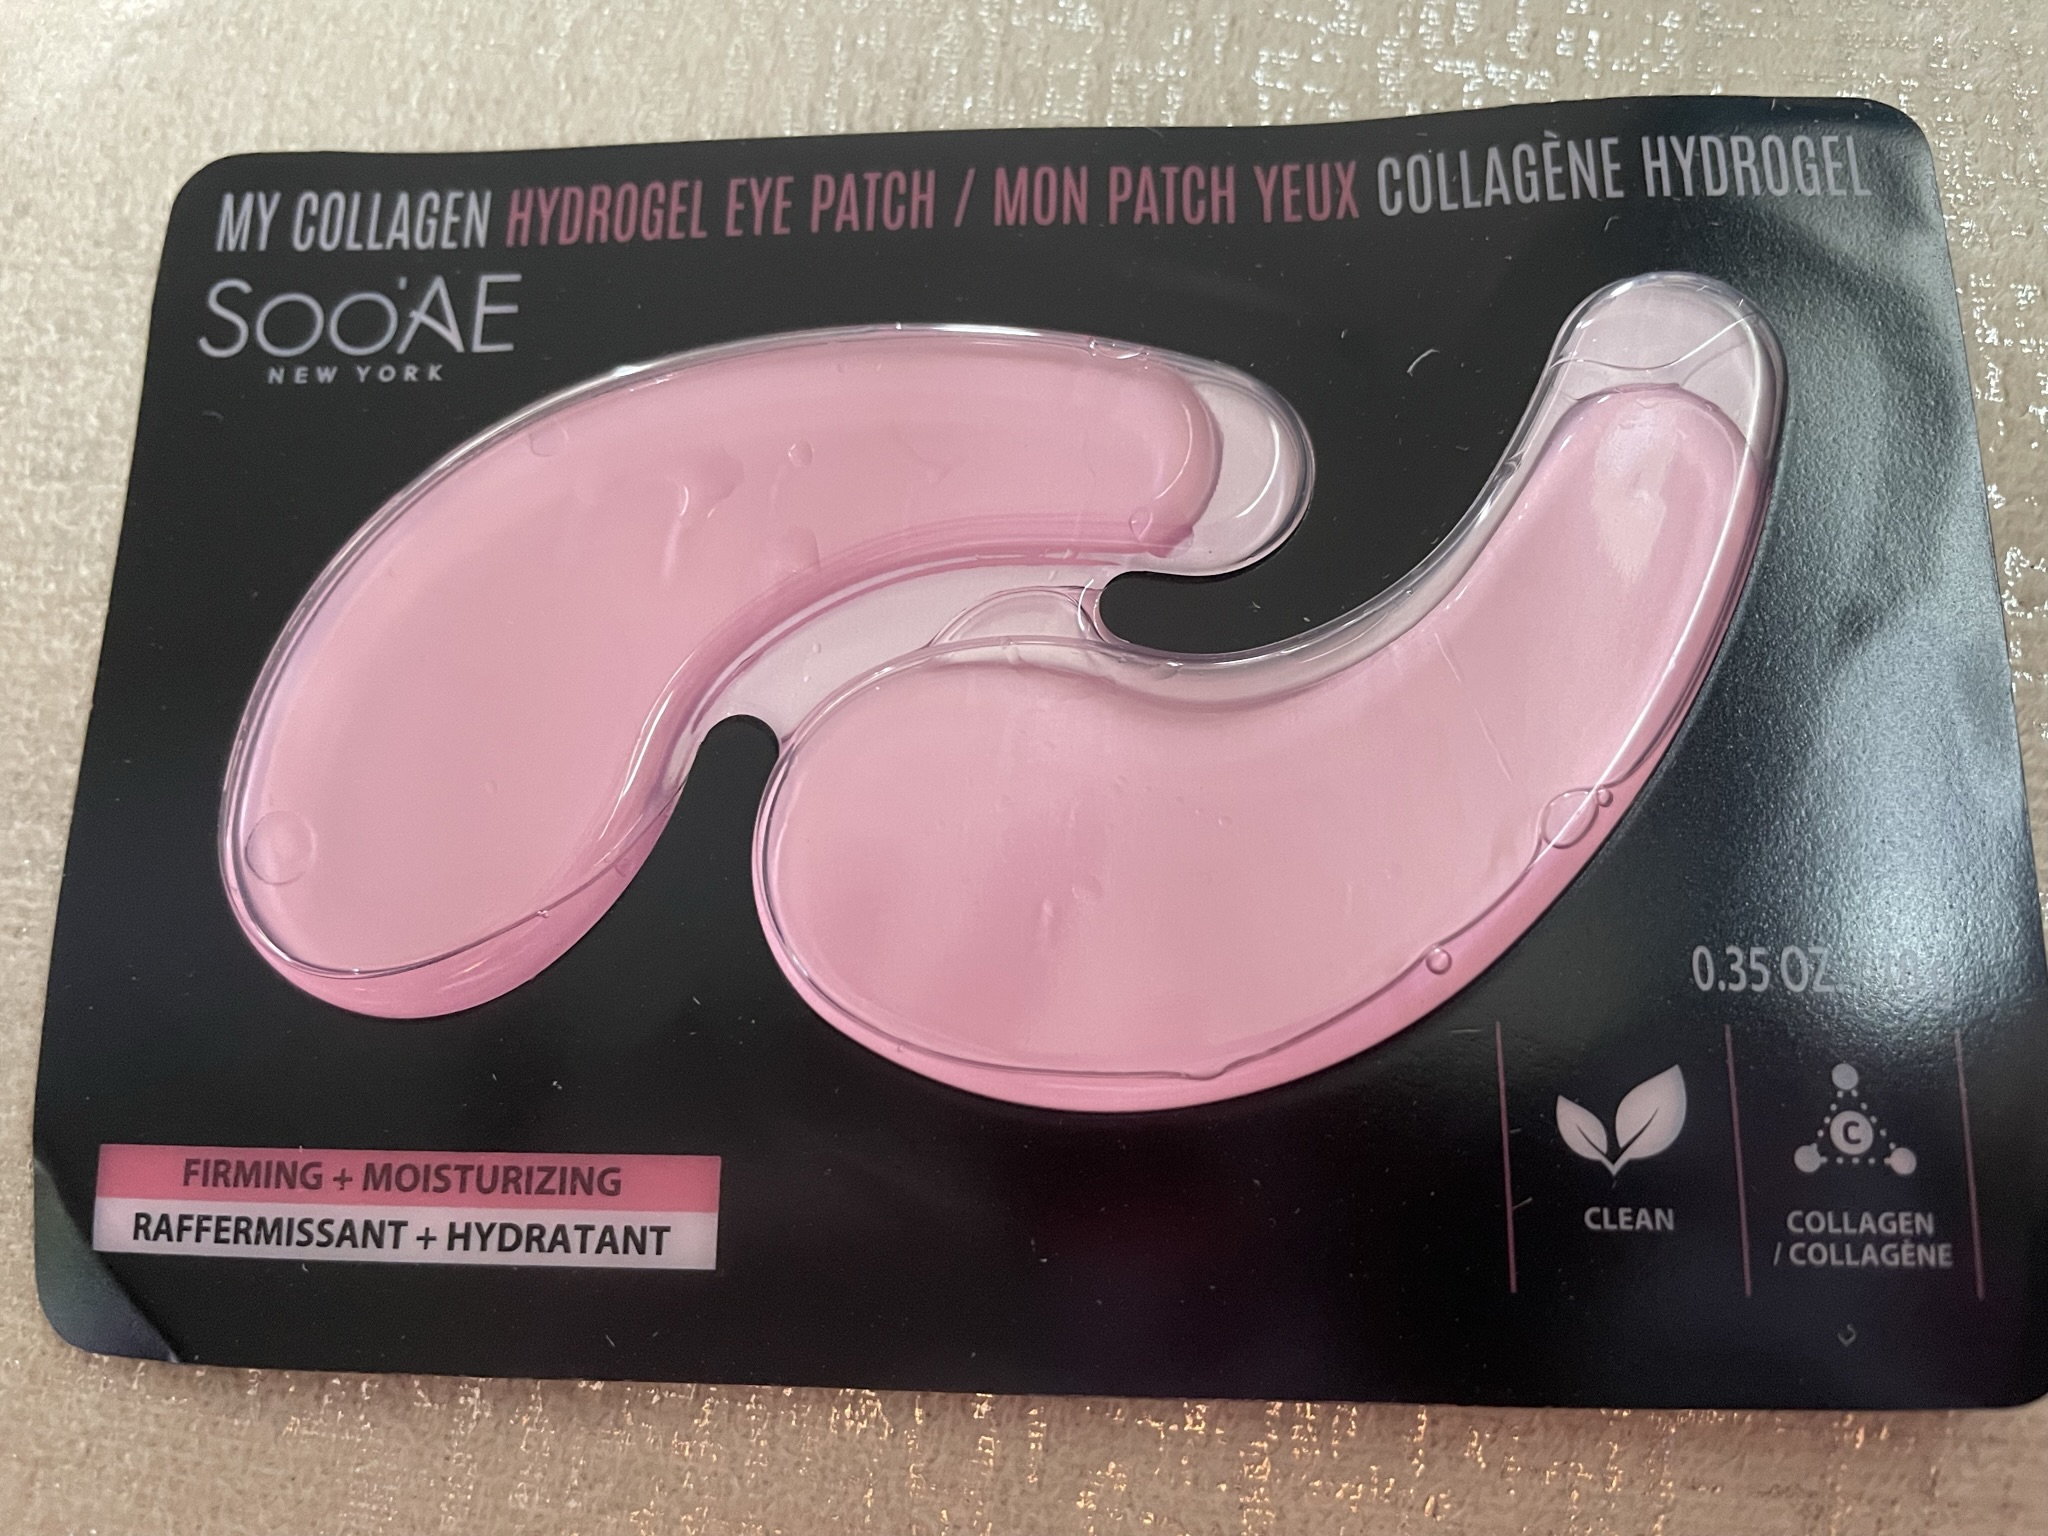 MY COLLAGEN HYDROGEL EYE PATCH / MON PATCH YEUX COLLAGÈNE HYDROGEL
SOO'AE
NEW YORK
0.35 OZ
FIRMING + MOISTURIZING
RAFFERMISSANT + HYDRATANT
CLEAN
C
COLLAGEN
/ COLLAGÈNE